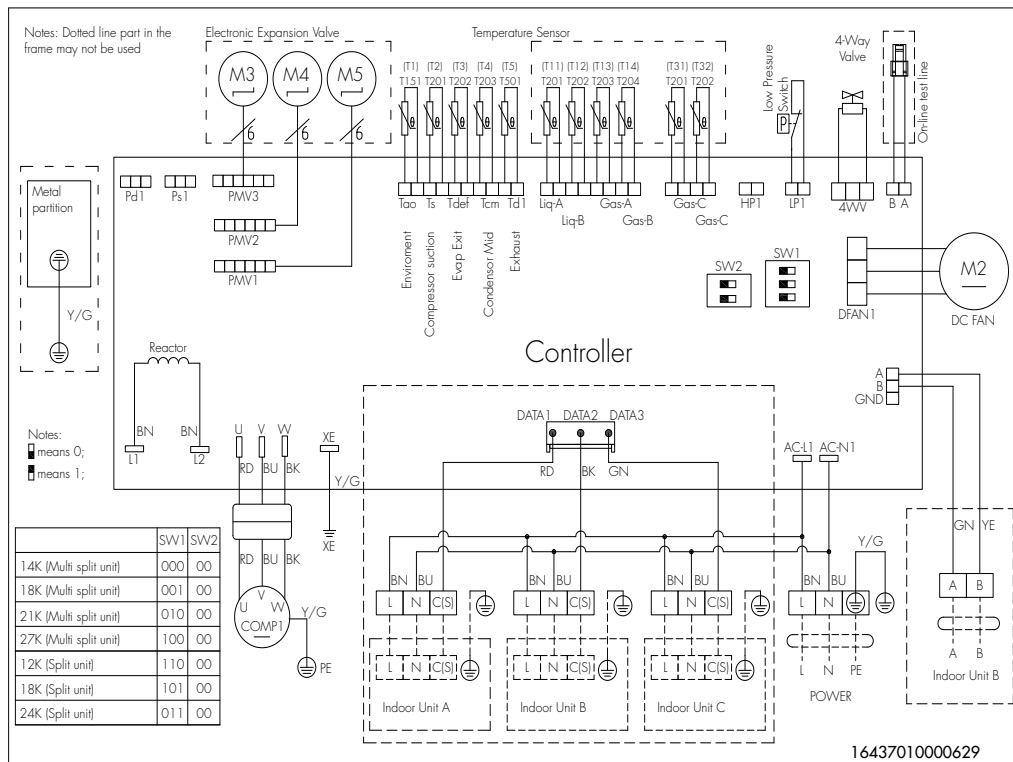 Notes: Dotted line part in the
frame may not be used
Electronic Expansion Valve
Temperature Sensor
M3 M4 M5
6 6 6
(T1) (T2) (T3) (T4) (T5)
T151 T201 T202 T203 T501
θ θ θ θ θ
(T11) (T12) (T13) (T14)
T201 T202 T203 T204
θ θ θ θ
(T31) (T32)
T201 T202
θ θ
Low Pressure
Switch
P
4-Way
Valve
On-line test line
Metal
partition
Y/G
Pd1 Ps1 PMV3
PMV2
PMV1
Tao Ts Tdef Tcm Td1
Enviroment
Compressor suction
Evap Exit
Condensor Mid
Exhaust
Liq-A Gas-A
Liq-B Gas-B
Gas-C
Gas-C
HP1 LP1 4WV B A
SW2 SW1
DFAN1
M2
DC FAN
Controller
A
B
GND
Reactor
BN BN
L1 L2
Notes:
means 0;
means 1;
U V W
RD BU BK
XE
Y/G
XE
RD BU BK
U V W
COMP1
Y/G
PE
DATA1 DATA2 DATA3
RD BK GN
AC-L1 AC-N1
BN BU BN BU BN BU BN BU Y/G
L N C(S) L N C(S) L N C(S) L N
L N C(S) L N C(S) L N C(S) L N PE
Indoor Unit A Indoor Unit B Indoor Unit C POWER
GN YE
A B
A B
Indoor Unit B
SW1 SW2
14K (Multi split unit) 000 00
18K (Multi split unit) 001 00
21K (Multi split unit) 010 00
27K (Multi split unit) 100 00
12K (Split unit) 110 00
18K (Split unit) 101 00
24K (Split unit) 011 00
16437010000629